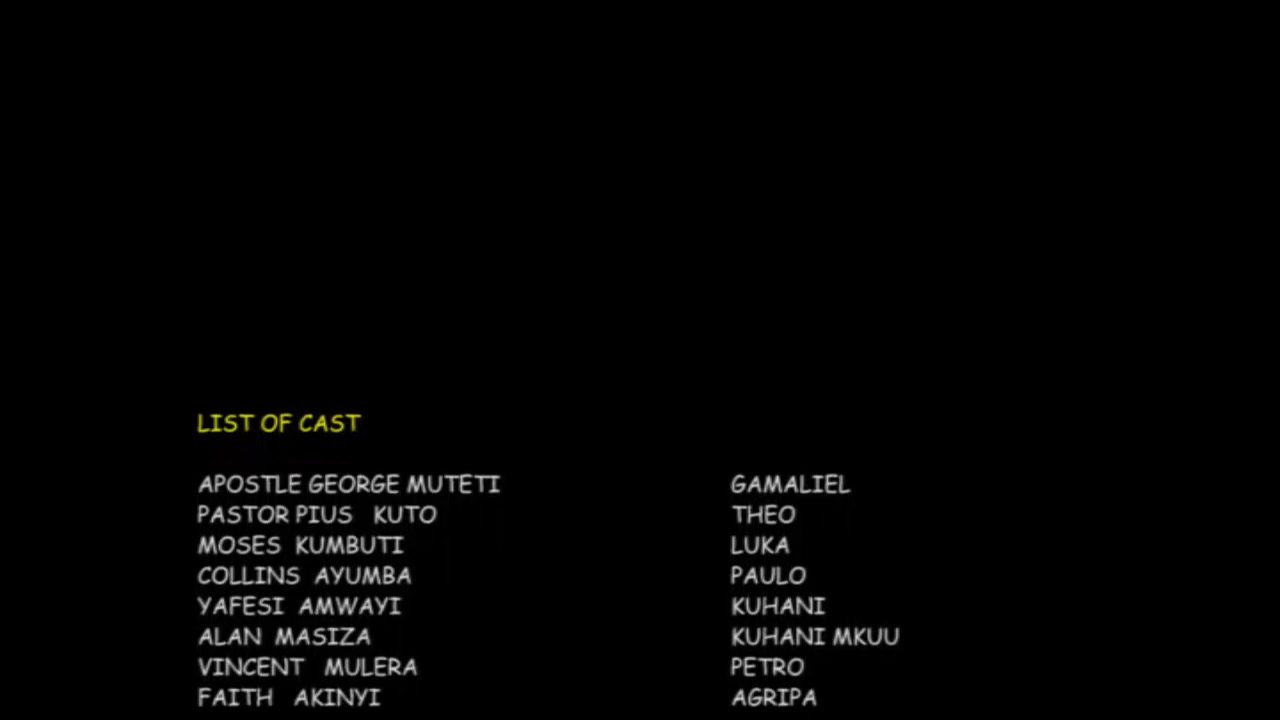 LIST OF CAST
APOSTLE GEORGE MUTETI GAMALIEL
PASTOR PIUS KUTO THEO
MOSES KUMBUTI LUKA
COLLINS AYUMBA PAULO
YAFESI AMWAYI KUHANI
ALAN MASIZA KUHANI MKUU
VINCENT MULERA PETRO
FAITH AKINYI AGRIPA